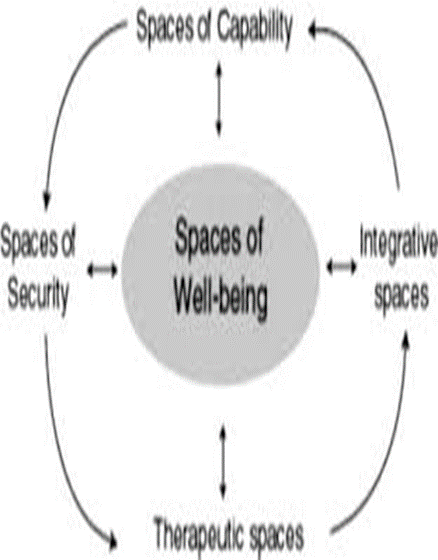 Spaces of Capability
Spaces of
Security
Spaces of
Well-being
Integrative
spaces
Therapeutic spaces